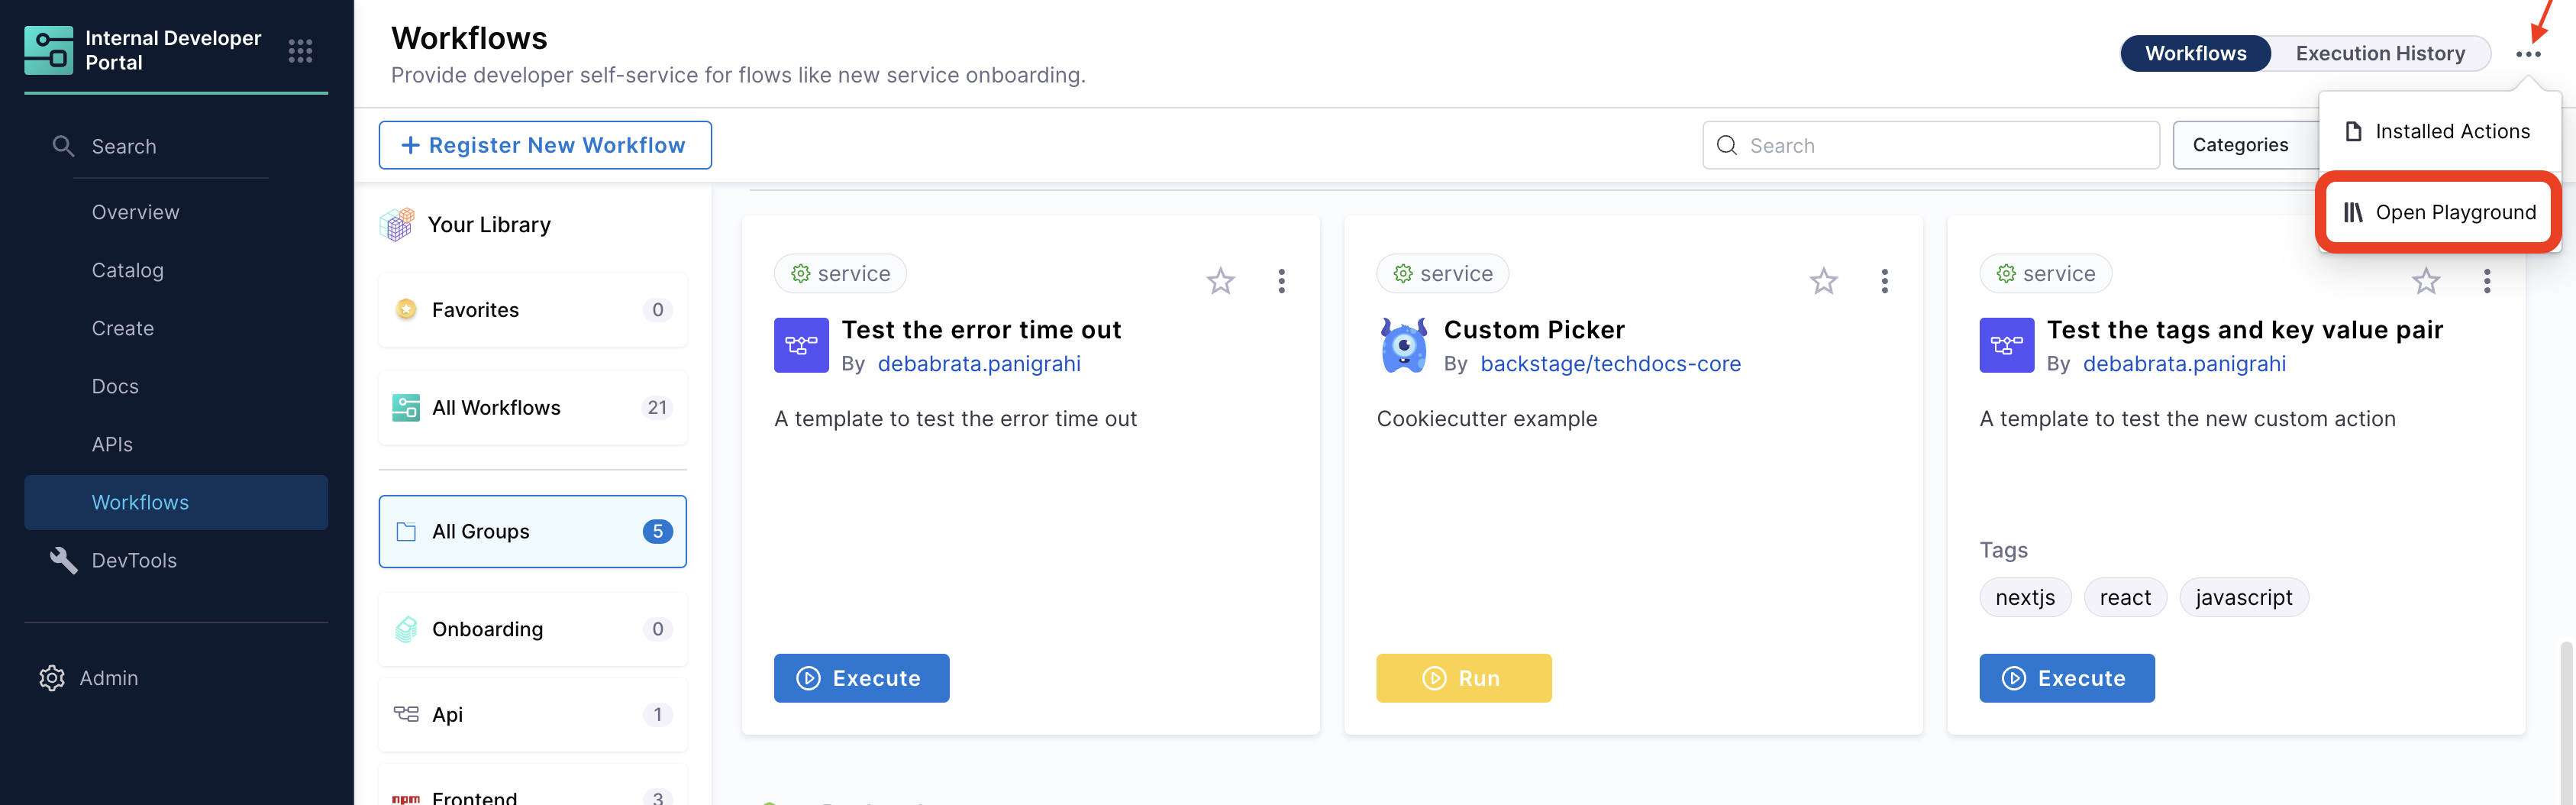 Internal Developer
Portal
Search
Overview
Catalog
Create
Docs
APIs
Workflows
DevTools
Admin
Workflows
Provide developer self-service for flows like new service onboarding.
Workflows
Execution History
Installed Actions
Open Playground
+ Register New Workflow
Search
Categories
Your Library
Favorites 0
All Workflows 21
All Groups 5
Onboarding 0
Api 1
npm Frontend 3
service
Test the error time out
By debabrata.panigrahi
A template to test the error time out
Execute
service
Custom Picker
By backstage/techdocs-core
Cookiecutter example
Run
service
Test the tags and key value pair
By debabrata.panigrahi
A template to test the new custom action
Tags
nextjs react javascript
Execute